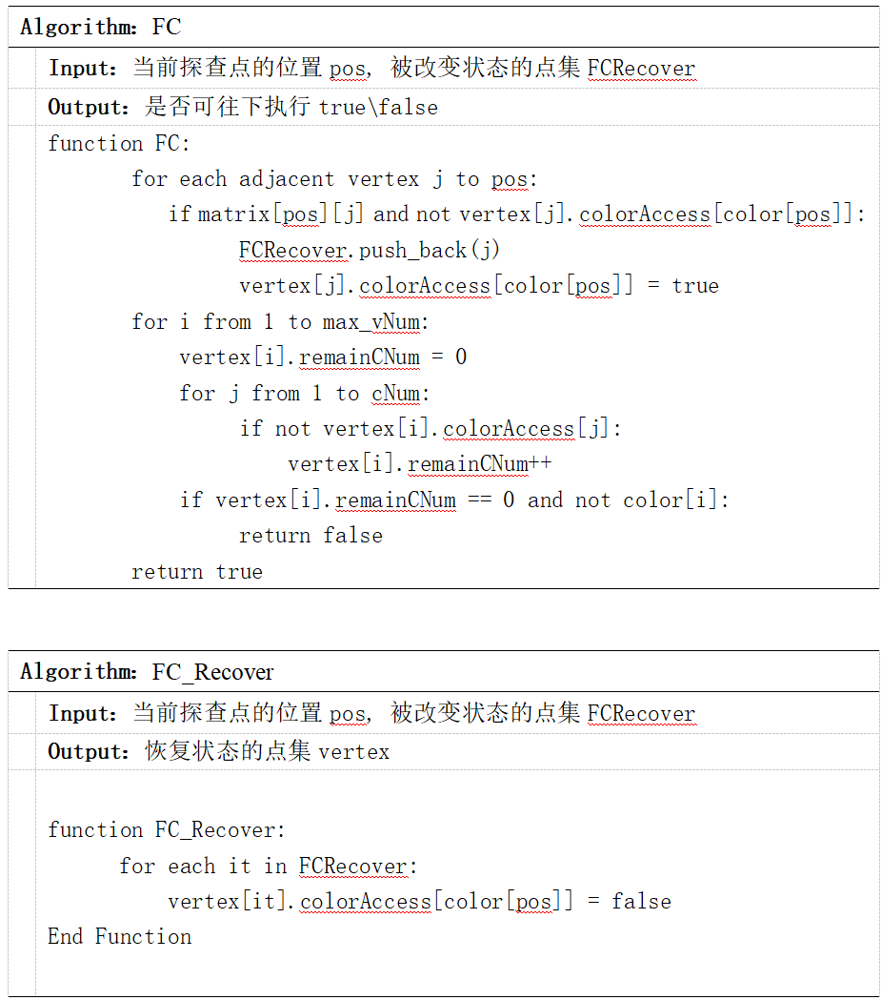 Algorithm: FC
Input: 当前探查点的位置 pos, 被改变状态的点集 FCRecover
Output: 是否可往下执行 true\false
function FC:
for each adjacent vertex j to pos:
if matrix[pos][j] and not vertex[j].colorAccess[color[pos]]:
FCRecover.push_back(j)
vertex[j].colorAccess[color[pos]] = true
for i from 1 to max_vNum:
vertex[i].remainCNum = 0
for j from 1 to cNum:
if not vertex[i].colorAccess[j]:
vertex[i].remainCNum++
if vertex[i].remainCNum == 0 and not color[i]:
return false
return true
Algorithm: FC_Recover
Input: 当前探查点的位置 pos, 被改变状态的点集 FCRecover
Output: 恢复状态的点集 vertex
function FC_Recover:
for each it in FCRecover:
vertex[it].colorAccess[color[pos]] = false
End Function